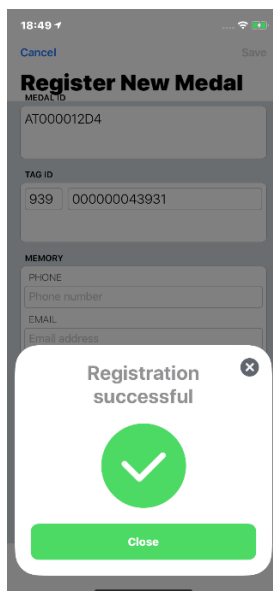 18:49
Cancel
Save
Register New Medal
MEDAL ID
AT000012D4
TAG ID
939 000000043931
MEMORY
PHONE
Phone number
EMAIL
Email address
Registration
successful
Close